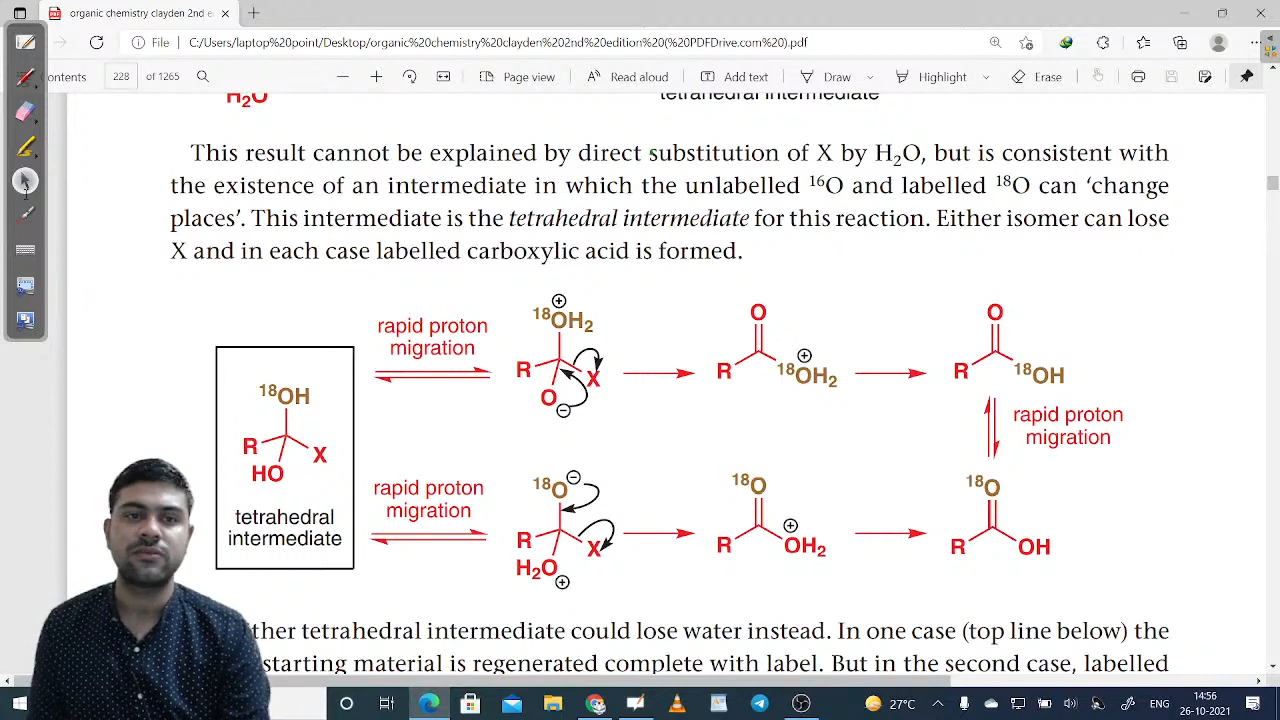 organic chemistry clayden 2nd e
File C:/Users/laptop%20point/Desktop/organic%20chemistry%20clayden%202nd%20edition%20(%20PDFDrive.com%20).pdf
ontents 228 of 1265 Page view Read aloud Add text Draw Highlight Erase
H2O tetrahedral intermediate
This result cannot be explained by direct substitution of X by H2O, but is consistent with
the existence of an intermediate in which the unlabelled 16O and labelled 18O can ‘change
places’. This intermediate is the tetrahedral intermediate for this reaction. Either isomer can lose
X and in each case labelled carboxylic acid is formed.
18OH
R
X
HO
tetrahedral
intermediate
rapid proton
migration
⊕
18OH2
R
X
O
⊖
O
⊕
R
18OH2
O
R
18OH
rapid proton
migration
rapid proton
migration
18O ⊖
R
X
H2O
⊕
18O
⊕
R
OH2
18O
R
OH
ther tetrahedral intermediate could lose water instead. In one case (top line below) the
starting material is regenerated complete with label. But in the second case, labelled
27°C
14:56
26-10-2021